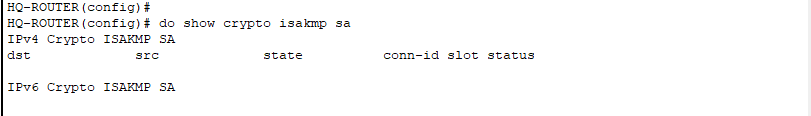 HQ-ROUTER(config)#
HQ-ROUTER(config)# do show crypto isakmp sa
IPv4 Crypto ISAKMP SA
dst             src             state          conn-id slot status
IPv6 Crypto ISAKMP SA